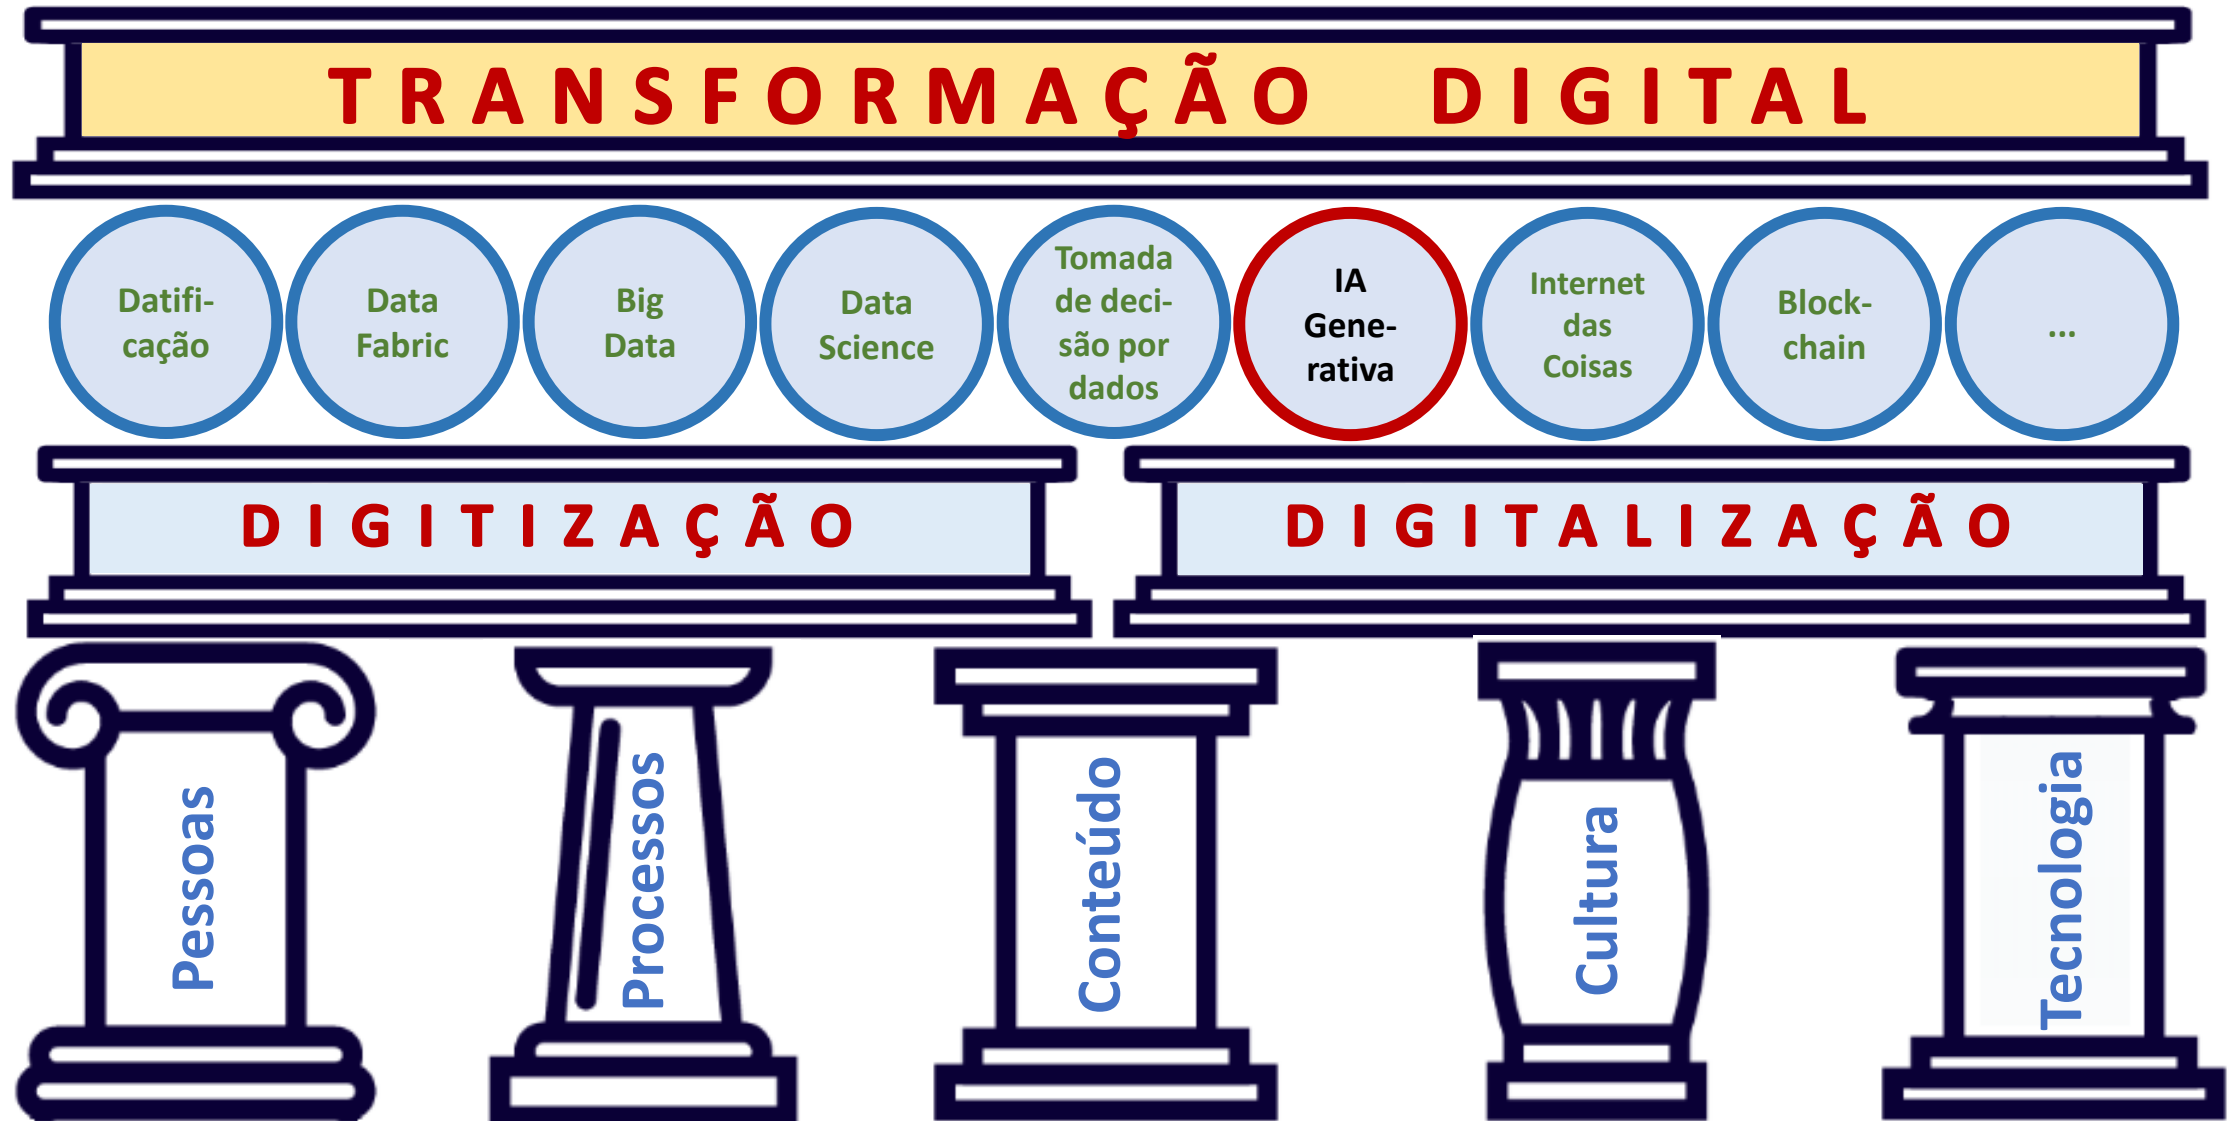 TRANSFORMAÇÃO DIGITAL
Datifi-
cação
Data
Fabric
Big
Data
Data
Science
Tomada
de deci-
são por
dados
IA
Gene-
rativa
Internet
das
Coisas
Block-
chain
...
DIGITIZAÇÃO
DIGITALIZAÇÃO
Pessoas
Processos
Conteúdo
Cultura
Tecnologia